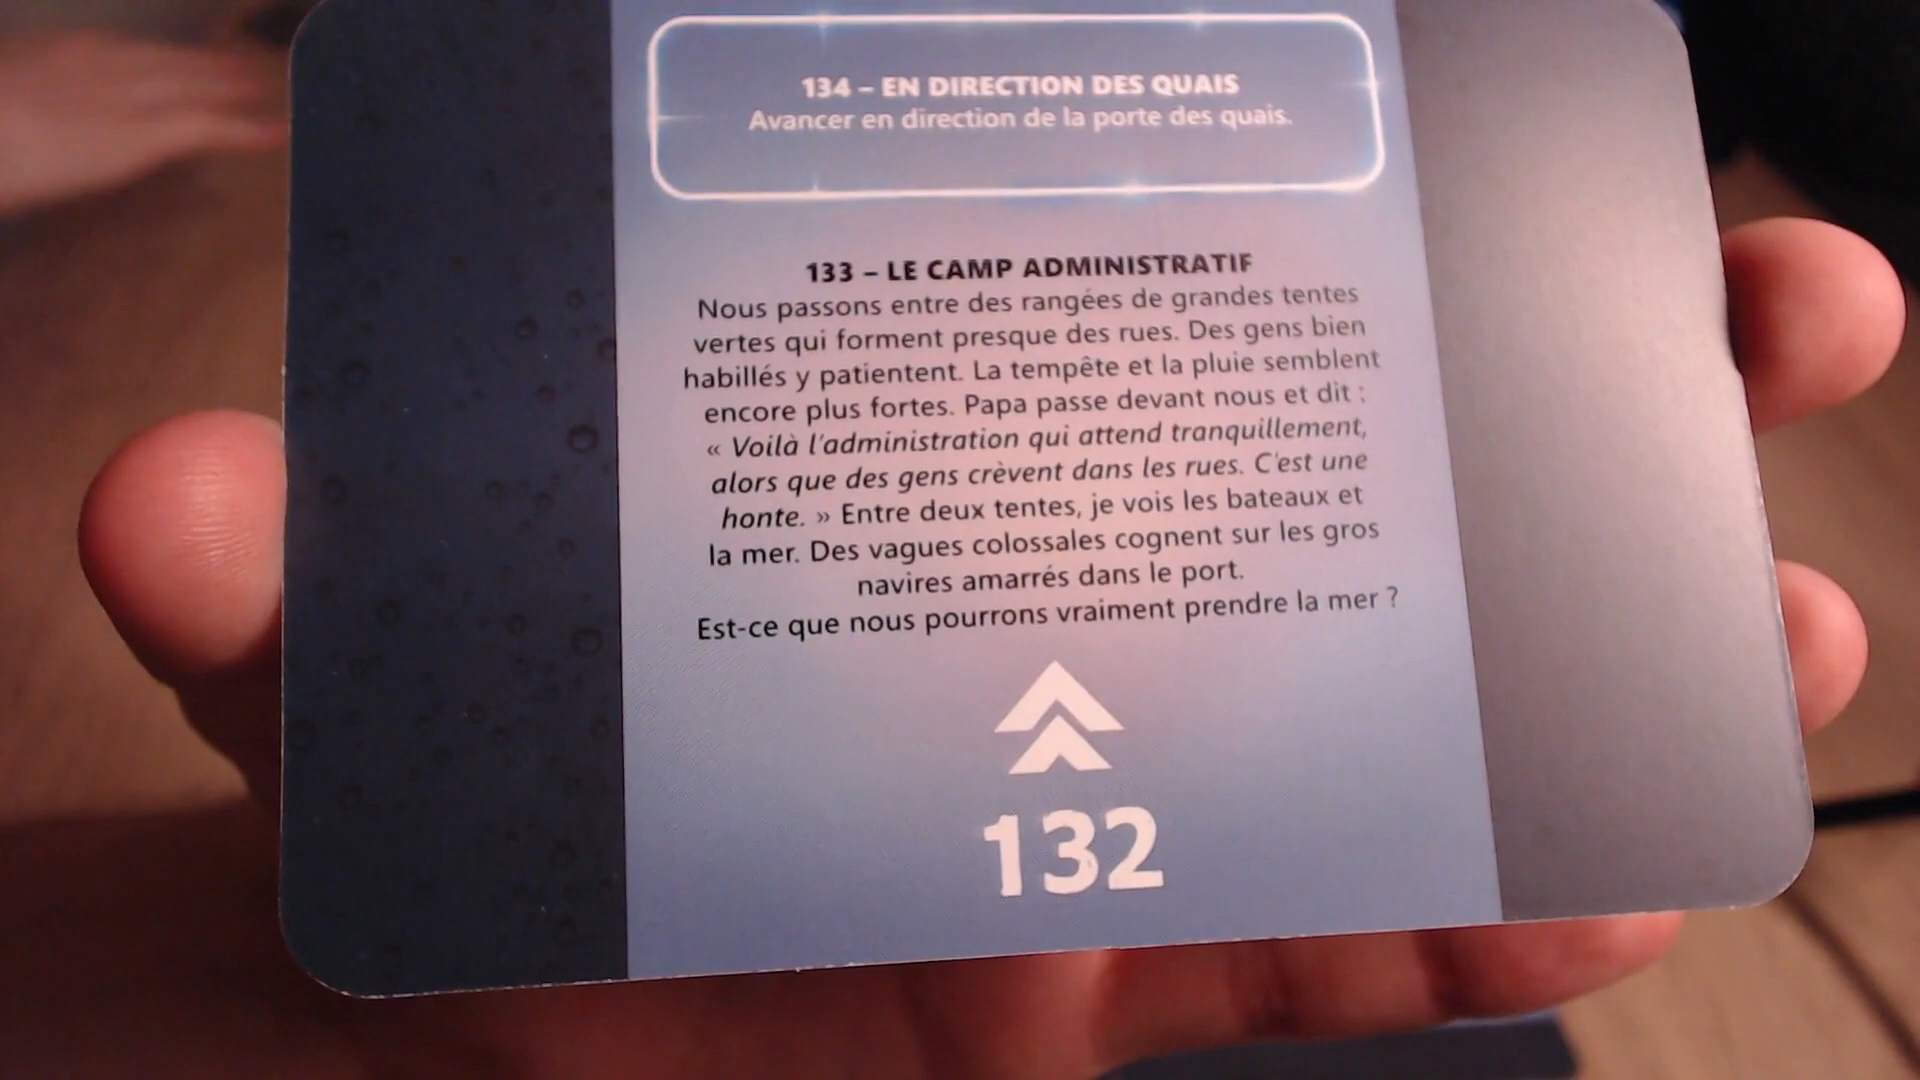 134 – EN DIRECTION DES QUAIS
Avancer en direction de la porte des quais.
133 – LE CAMP ADMINISTRATIF
Nous passons entre des rangées de grandes tentes
vertes qui forment presque des rues. Des gens bien
habillés y patientent. La tempête et la pluie semblent
encore plus fortes. Papa passe devant nous et dit :
« Voilà l'administration qui attend tranquillement,
alors que des gens crèvent dans les rues. C'est une
honte. » Entre deux tentes, je vois les bateaux et
la mer. Des vagues colossales cognent sur les gros
navires amarrés dans le port.
Est-ce que nous pourrons vraiment prendre la mer ?
132